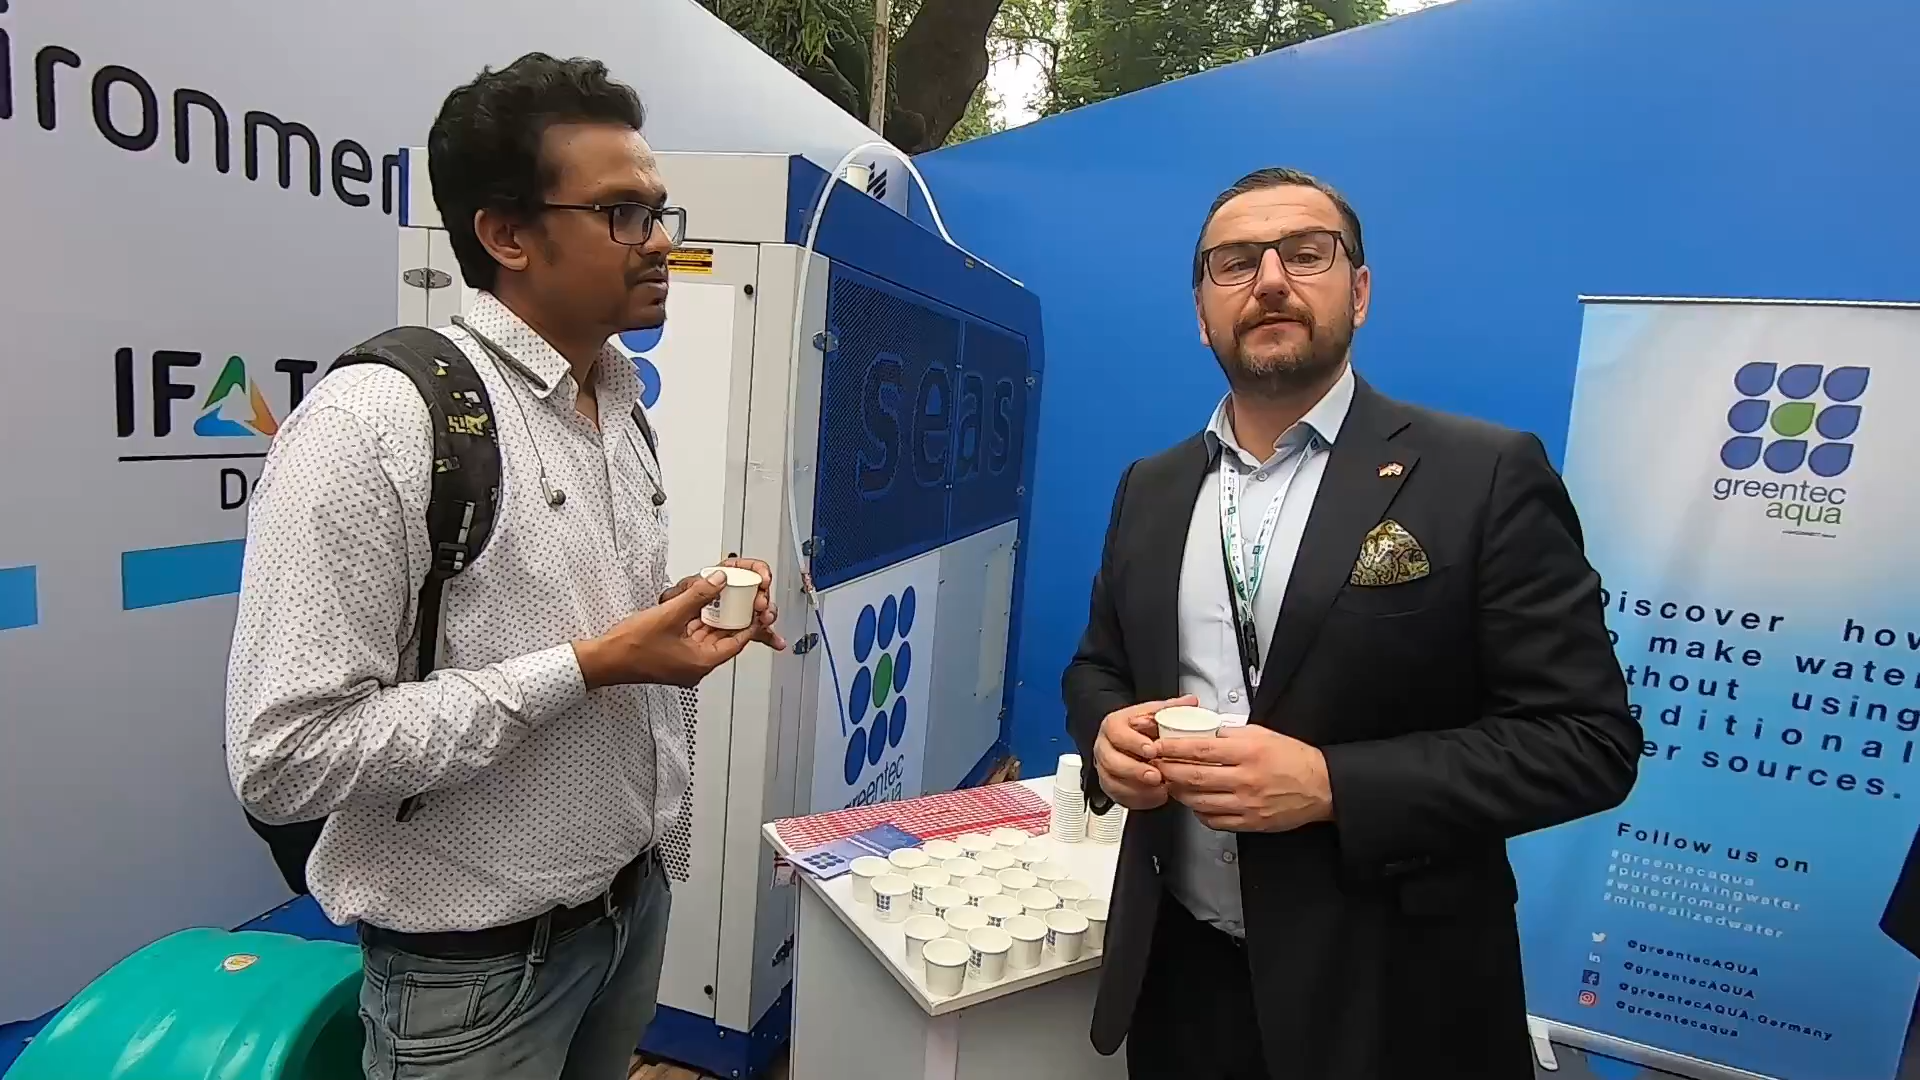 ironmen
IFAT
De
seas
greentec
aqua
greentec
aqua
Discover how
make water
thout using
aditional
er sources.
Follow us on
#greentecaqua
#puredrinkingwater
#waterfromair
#mineralizedwater
@greentecAQUA
@greentecAQUA
@greentecAQUA.Germany
@greentecaqua